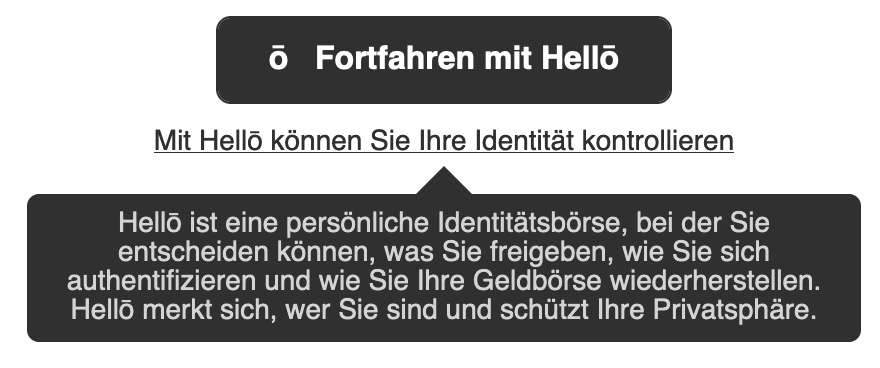 ō Fortfahren mit Hellō
Mit Hellō können Sie Ihre Identität kontrollieren
Hellō ist eine persönliche Identitätsbörse, bei der Sie
entscheiden können, was Sie freigeben, wie Sie sich
authentifizieren und wie Sie Ihre Geldbörse wiederherstellen.
Hellō merkt sich, wer Sie sind und schützt Ihre Privatsphäre.